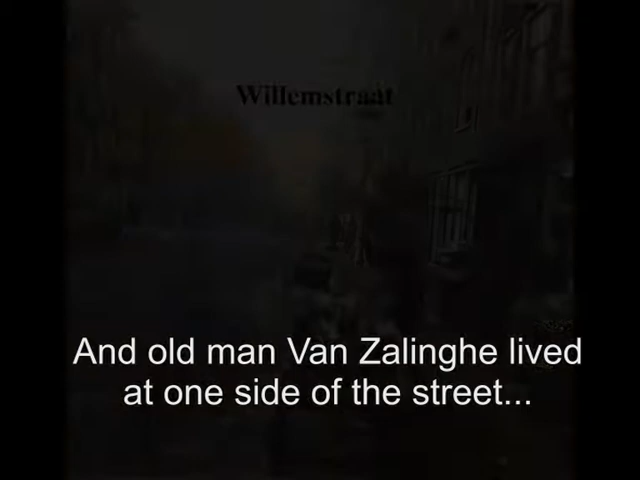 Willemstraat
And old man Van Zalinghe lived
at one side of the street...